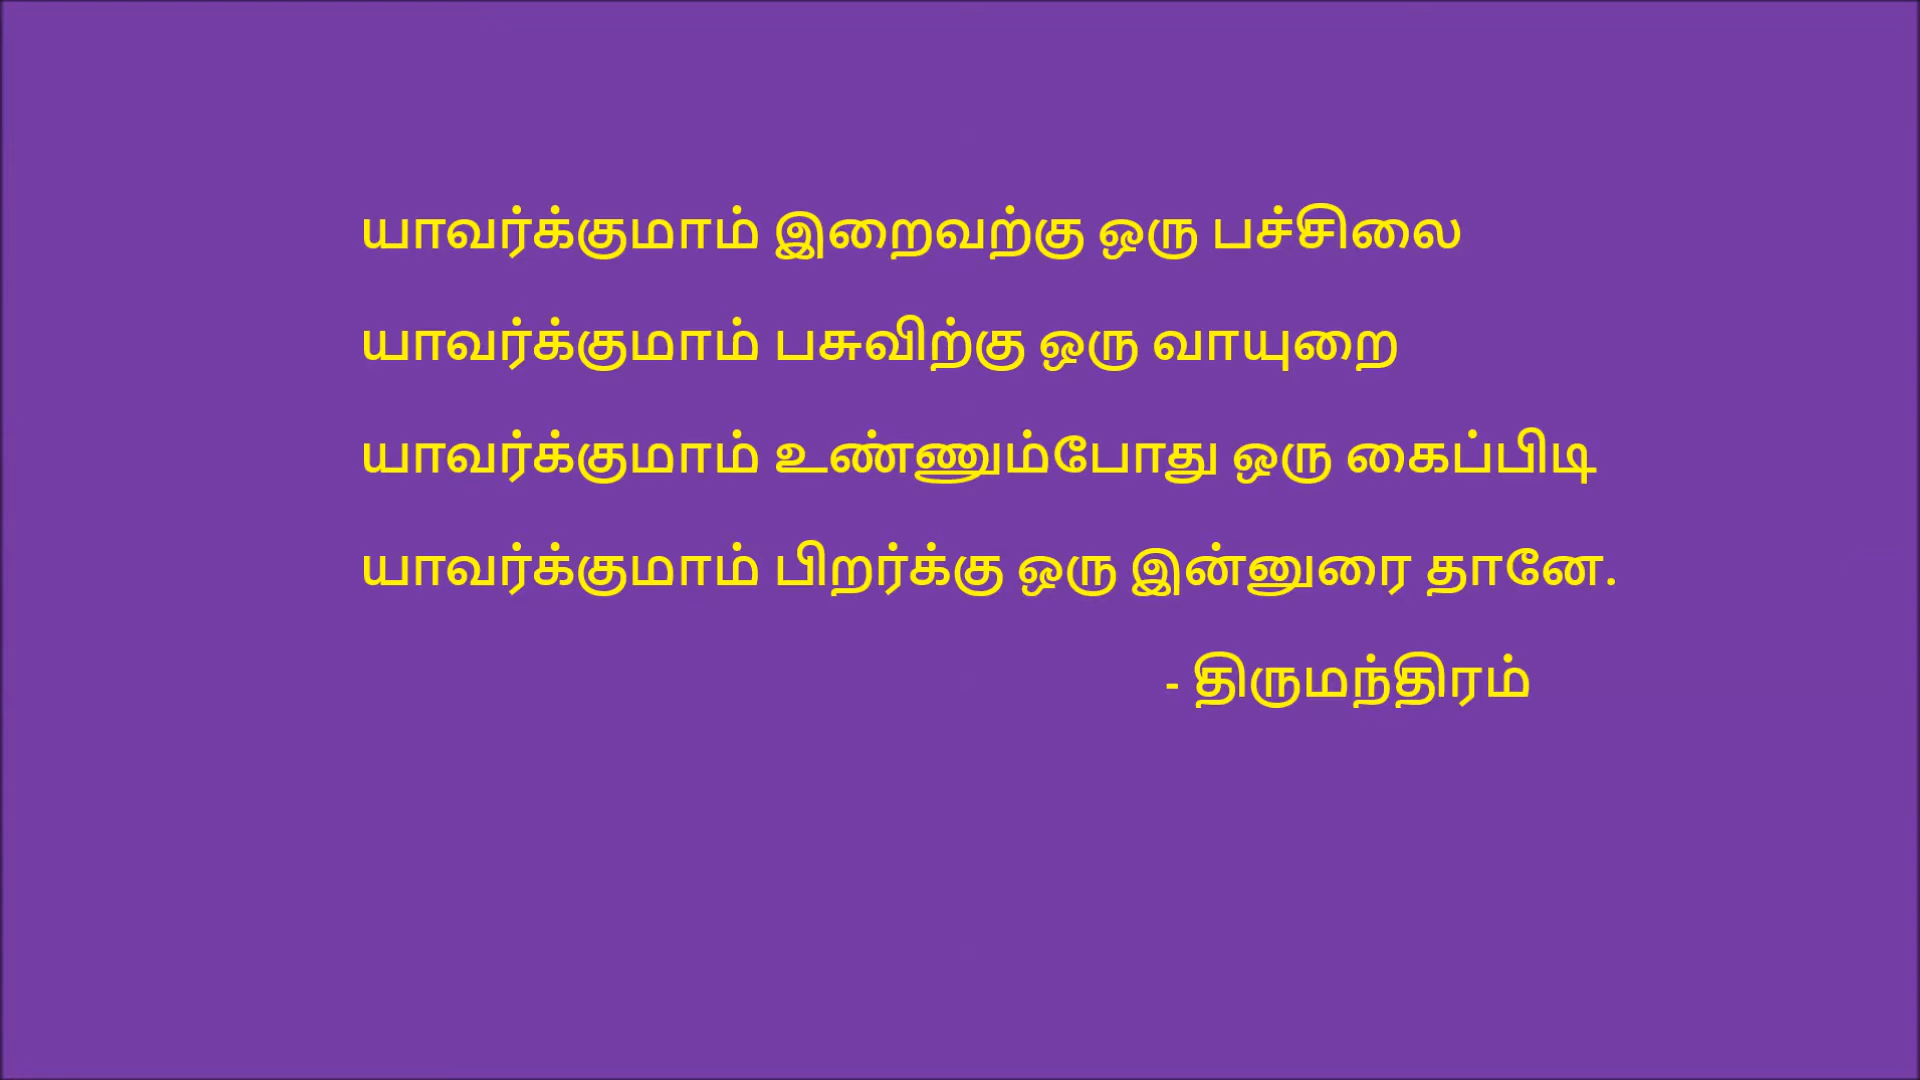 யாவர்க்குமாம் இறைவற்கு ஒரு பச்சிலை
யாவர்க்குமாம் பசுவிற்கு ஒரு வாயுறை
யாவர்க்குமாம் உண்ணும்போது ஒரு கைப்பிடி
யாவர்க்குமாம் பிறர்க்கு ஒரு இன்னுரை தானே.
- திருமந்திரம்